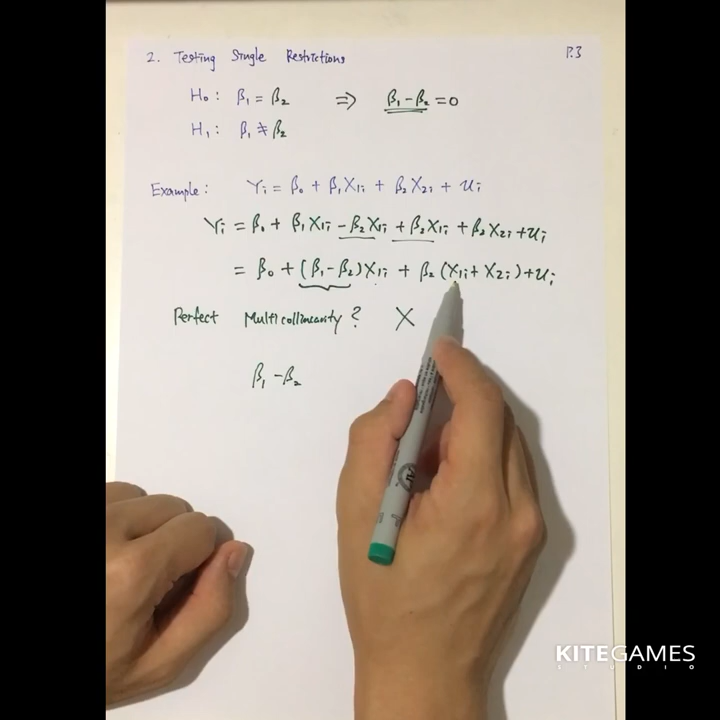 2. Testing Single Restrictions P.3
H₀: β₁ = β₂ ⇒ β₁ - β₂ = 0
H₁: β₁ ≠ β₂
Example: Yi = β₀ + β₁X₁i + β₂X₂i + ui
Yi = β₀ + β₁X₁i - β₂X₁i + β₂X₁i + β₂X₂i + ui
= β₀ + (β₁ - β₂)X₁i + β₂(X₁i + X₂i) + ui
Perfect Multicollinearity? X
β₁ - β₂
KITEGAMES
STUDIO